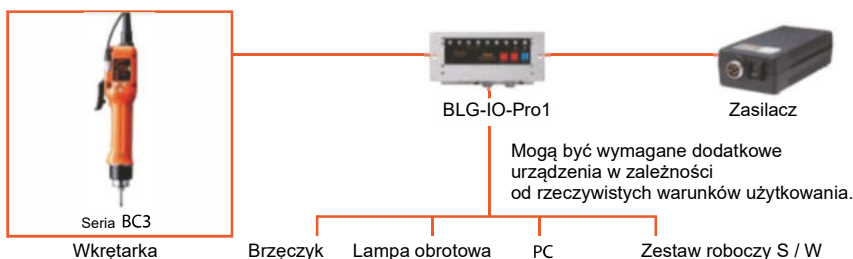 BLG-IO-Pro1
Zasilacz
Mogą być wymagane dodatkowe
urządzenia w zależności
od rzeczywistych warunków użytkowania.
Seria BC3
Wkrętarka
Brzęczyk
Lampa obrotowa
PC
Zestaw roboczy S / W